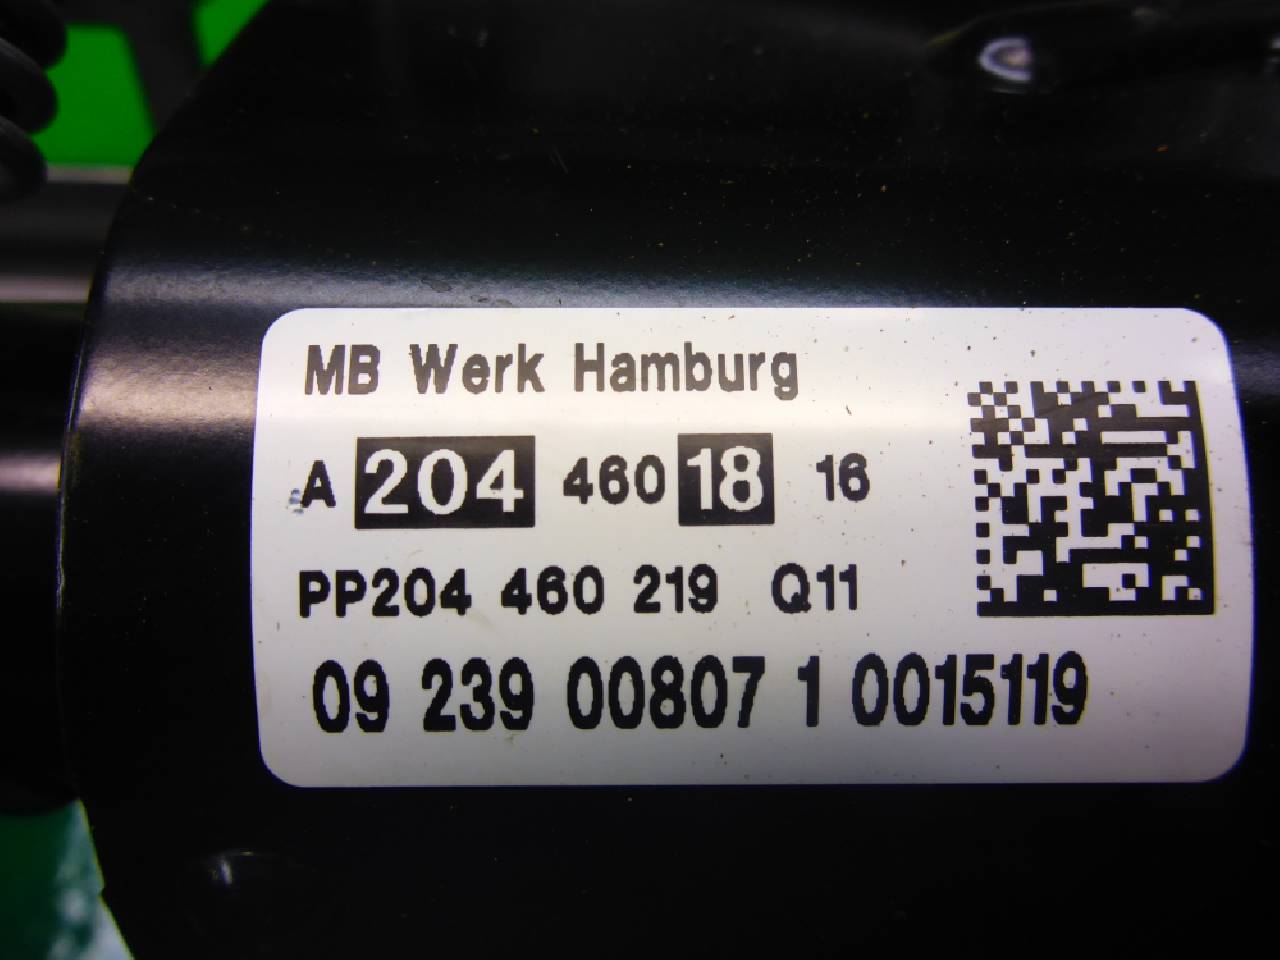 MB Werk Hamburg
A 204 460 18 16
PP204 460 219 Q11
09 239 00807 1 0015119